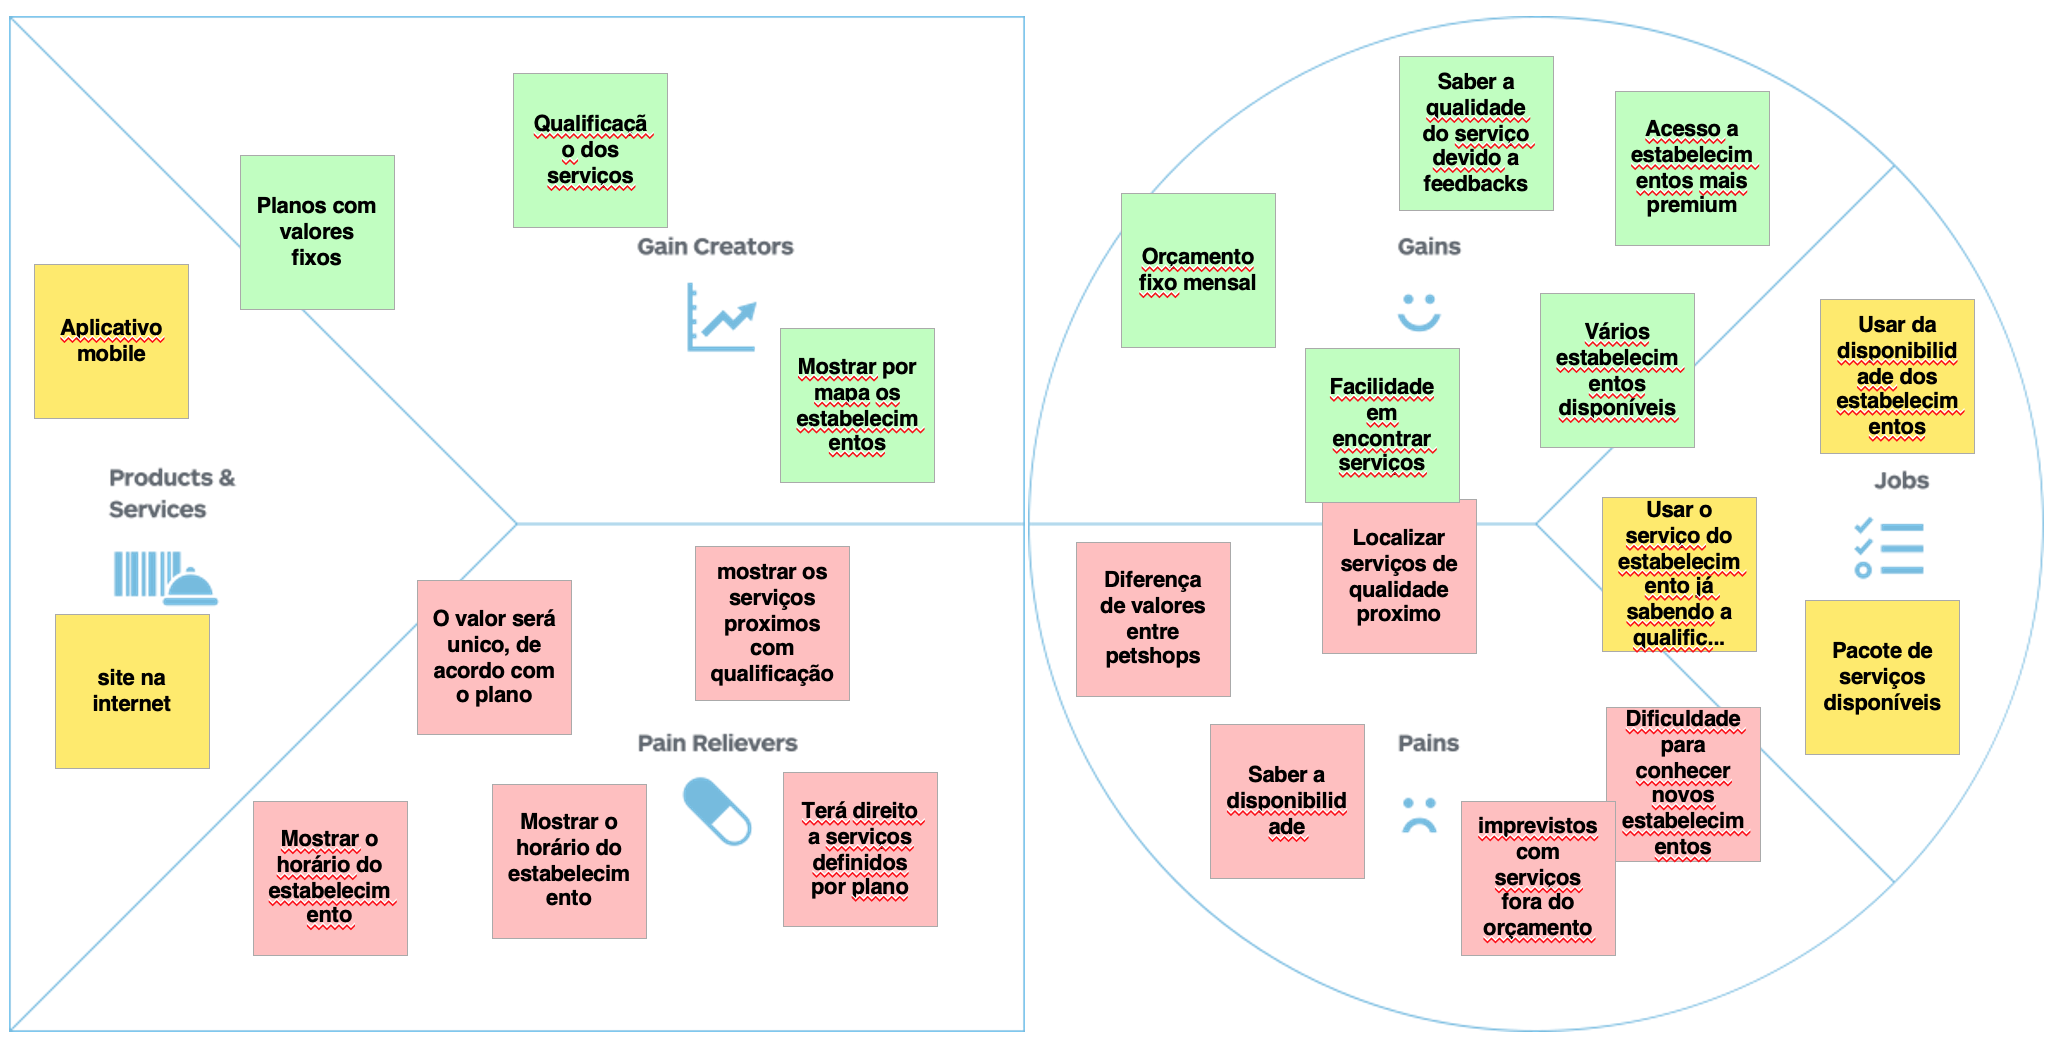 Qualificaçã
o dos
serviços
Planos com
valores
fixos
Gain Creators
Aplicativo
mobile
Mostrar por
mapa os
estabelecim
entos
Products &
Services
site na
internet
O valor será
unico, de
acordo com
o plano
mostrar os
serviços
proximos
com
qualificação
Pain Relievers
Mostrar o
horário do
estabelecim
ento
Mostrar o
horário do
estabelecim
ento
Terá direito
a serviços
definidos
por plano
Saber a
qualidade
do serviço
devido a
feedbacks
Acesso a
estabelecim
entos mais
premium
Orçamento
fixo mensal
Gains
Vários
estabelecim
entos
disponíveis
Facilidade
em
encontrar
serviços
Usar da
disponibilid
ade dos
estabelecim
entos
Jobs
Usar o
serviço do
estabelecim
ento já
sabendo a
qualific...
Pacote de
serviços
disponíveis
Localizar
serviços de
qualidade
proximo
Diferença
de valores
entre
petshops
Saber a
disponibilid
ade
Pains
Dificuldade
para
conhecer
novos
estabelecim
entos
imprevistos
com
serviços
fora do
orçamento